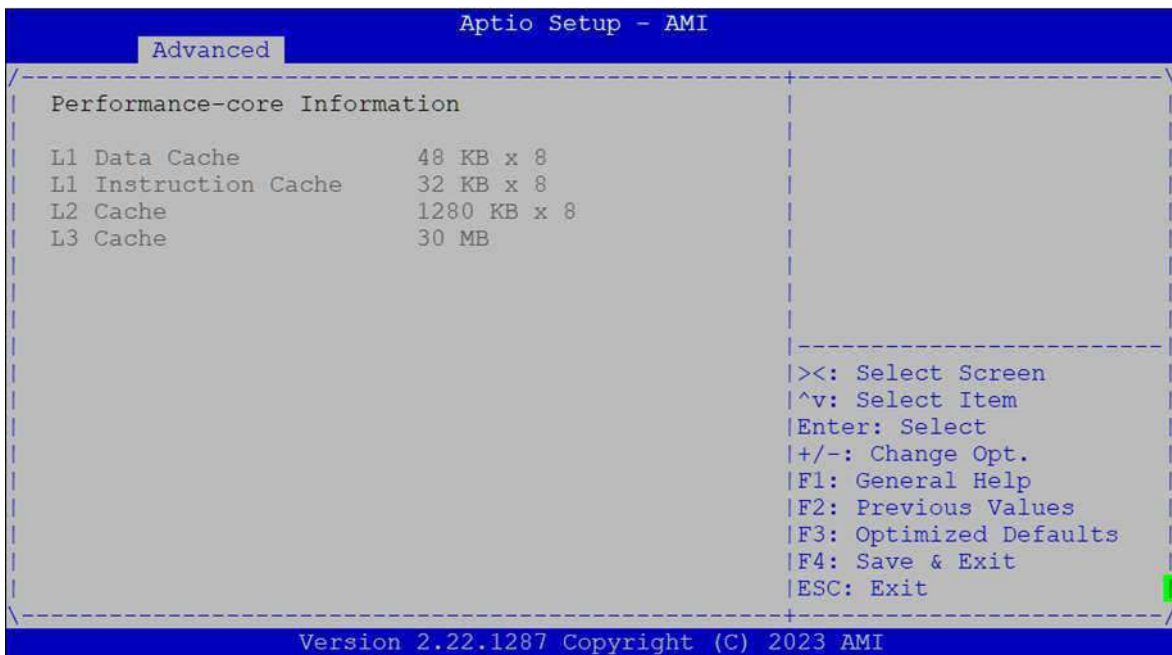 Aptio Setup - AMI
Advanced
Performance-core Information
L1 Data Cache 48 KB x 8
L1 Instruction Cache 32 KB x 8
L2 Cache 1280 KB x 8
L3 Cache 30 MB
><: Select Screen
^v: Select Item
Enter: Select
+/-: Change Opt.
F1: General Help
F2: Previous Values
F3: Optimized Defaults
F4: Save & Exit
ESC: Exit
Version 2.22.1287 Copyright (C) 2023 AMI